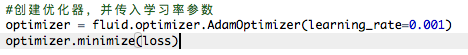 #创建优化器，并传入学习率参数
optimizer = fluid.optimizer.AdamOptimizer(learning_rate=0.001)
optimizer.minimize(loss)